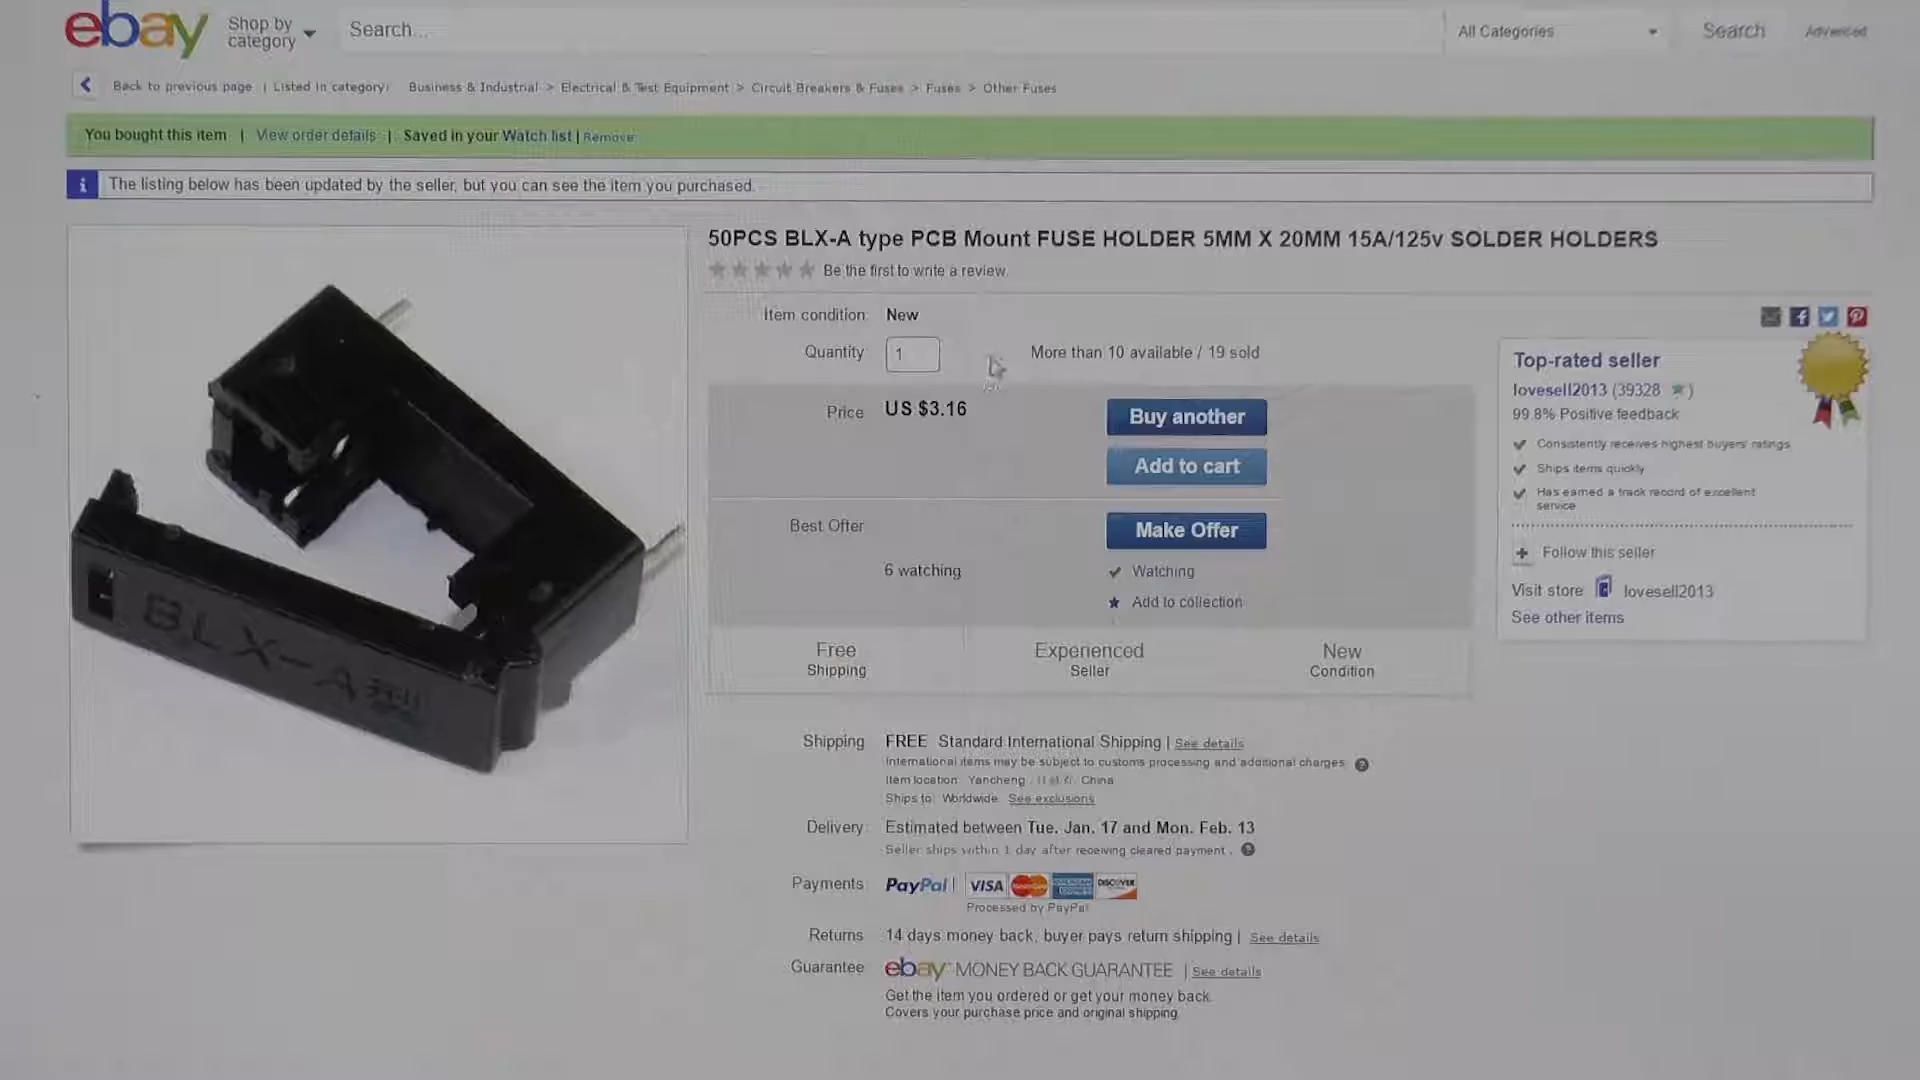 ebay Shop by category Search... All Categories Search Advanced
Back to previous page | Listed in category: Business & Industrial > Electrical & Test Equipment > Circuit Breakers & Fuses > Fuses > Other Fuses
You bought this item | View order details | Saved in your Watch list | Remove
The listing below has been updated by the seller, but you can see the item you purchased.
50PCS BLX-A type PCB Mount FUSE HOLDER 5MM X 20MM 15A/125v SOLDER HOLDERS
Be the first to write a review.
Item condition: New
Quantity: 1 More than 10 available / 19 sold
Price: US $3.16 Buy another
Add to cart
Best Offer: Make Offer
6 watching Watching
Add to collection
Free Shipping
Experienced Seller
New Condition
Top-rated seller
lovesell2013 (39328)
99.8% Positive feedback
Consistently receives highest buyers' ratings
Ships items quickly
Has earned a track record of excellent service
Follow this seller
Visit store: lovesell2013
See other items
BLX-A
Shipping: FREE Standard International Shipping | See details
International items may be subject to customs processing and additional charges.
Item location: Yancheng, China
Ships to: Worldwide See exclusions
Delivery: Estimated between Tue. Jan. 17 and Mon. Feb. 13
Seller ships within 1 day after receiving cleared payment.
Payments: PayPal | VISA MasterCard DISCOVER
Processed by PayPal
Returns: 14 days money back, buyer pays return shipping | See details
Guarantee: ebay MONEY BACK GUARANTEE | See details
Get the item you ordered or get your money back.
Covers your purchase price and original shipping.